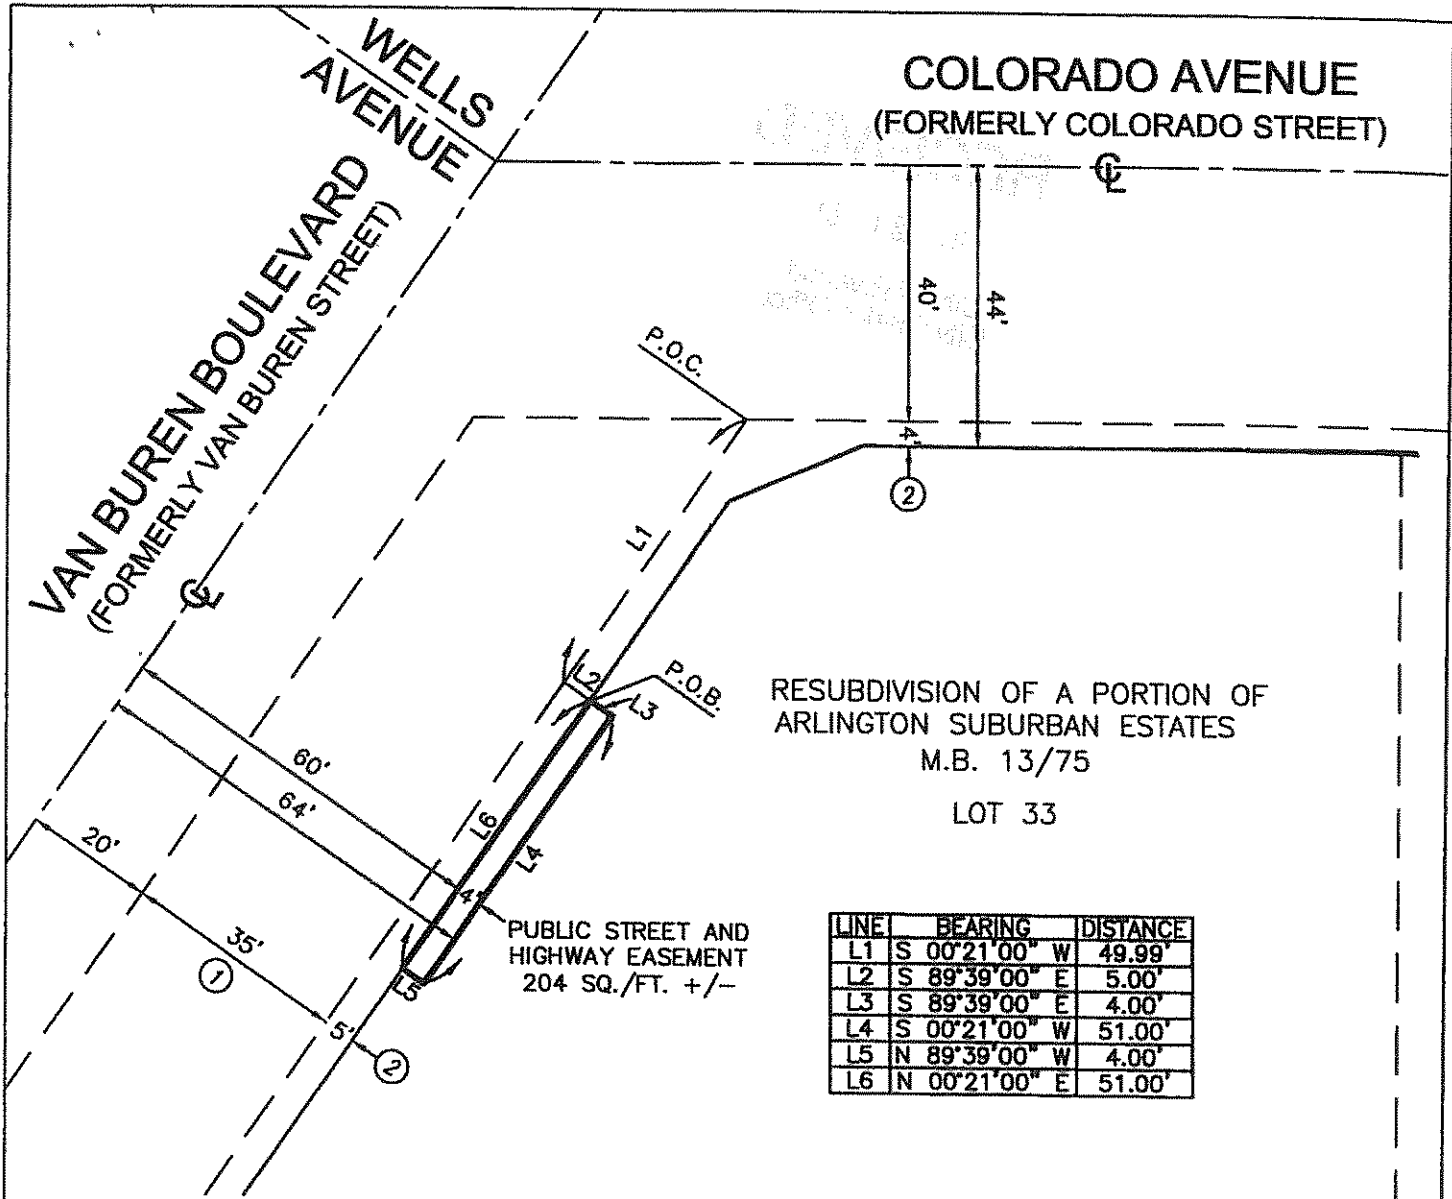 WELLS
AVENUE
COLORADO AVENUE
(FORMERLY COLORADO STREET)
℄
VAN BUREN BOULEVARD
(FORMERLY VAN BUREN STREET)
℄
40'
44'
4'
2
P.O.C.
L1
L2
P.O.B.
L3
RESUBDIVISION OF A PORTION OF
ARLINGTON SUBURBAN ESTATES
M.B. 13/75
LOT 33
60'
64'
20'
35'
1
5'
2
L6
L4
4'
L5
PUBLIC STREET AND
HIGHWAY EASEMENT
204 SQ./FT. +/-
LINE BEARING DISTANCE
L1 S 00°21'00" W 49.99'
L2 S 89°39'00" E 5.00'
L3 S 89°39'00" E 4.00'
L4 S 00°21'00" W 51.00'
L5 N 89°39'00" W 4.00'
L6 N 00°21'00" E 51.00'